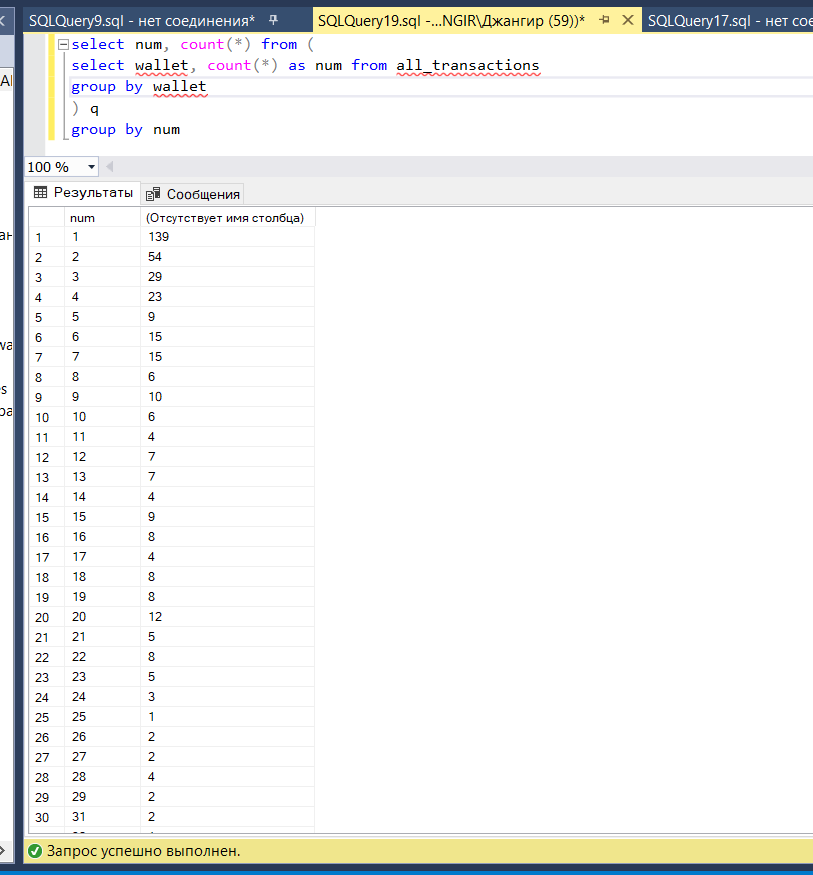 SQLQuery9.sql - нет соединения*
SQLQuery19.sql -...NGIR\Джангир (59))*
SQLQuery17.sql - нет сое
select num, count(*) from (
select wallet, count(*) as num from all_transactions
group by wallet
) q
group by num
100 %
Результаты
Сообщения
num (Отсутствует имя столбца)
1 1 139
2 2 54
3 3 29
4 4 23
5 5 9
6 6 15
7 7 15
8 8 6
9 9 10
10 10 6
11 11 4
12 12 7
13 13 7
14 14 4
15 15 9
16 16 8
17 17 4
18 18 8
19 19 8
20 20 12
21 21 5
22 22 8
23 23 5
24 24 3
25 25 1
26 26 2
27 27 2
28 28 4
29 29 2
30 31 2
Запрос успешно выполнен.